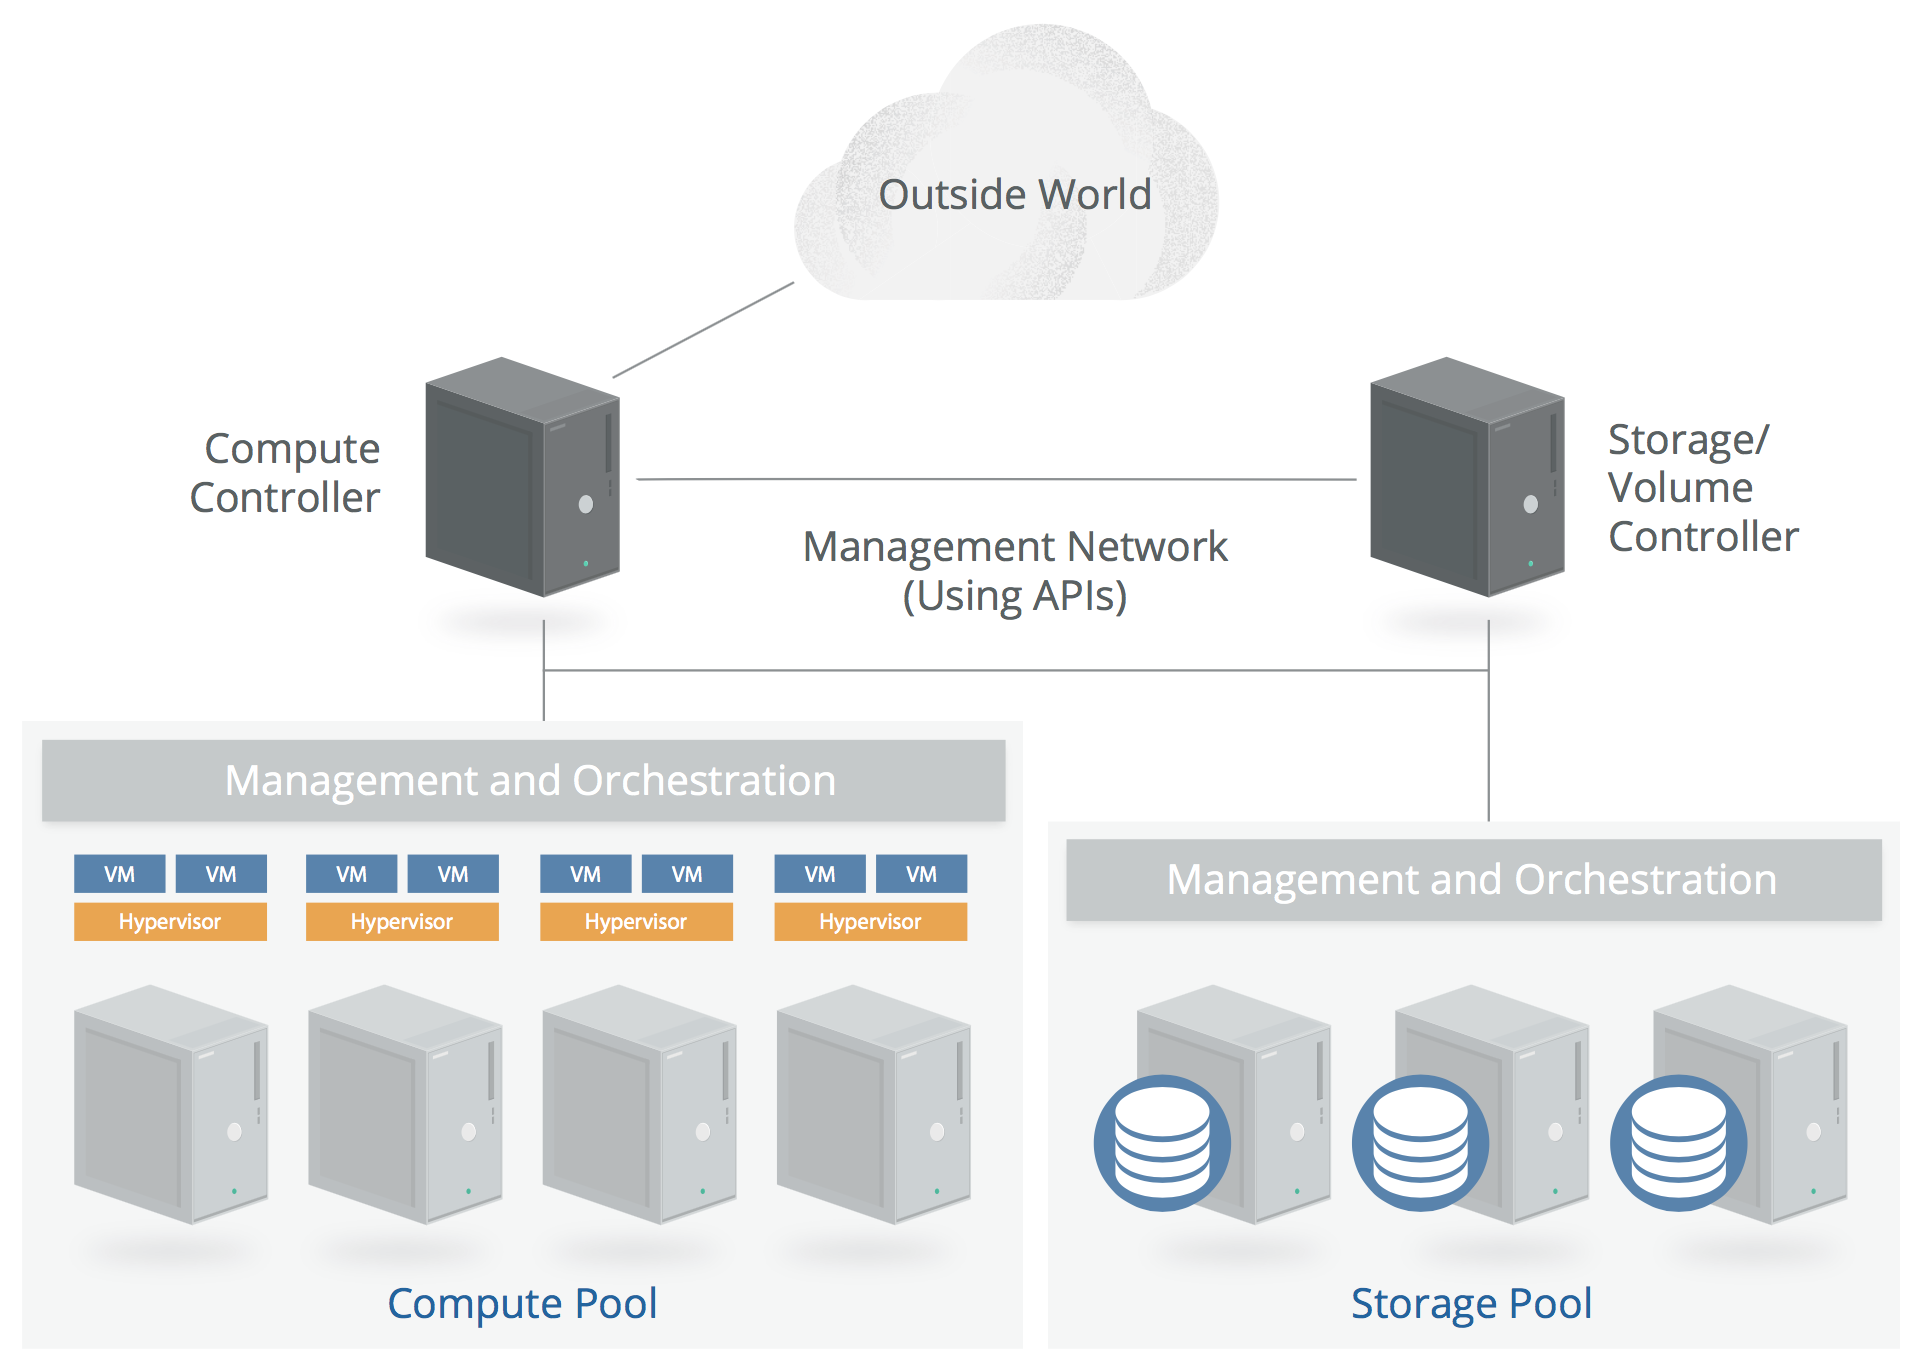 Outside World
Compute
Controller
Storage/
Volume
Controller
Management Network
(Using APIs)
Management and Orchestration
VM VM VM VM VM VM VM VM
Hypervisor Hypervisor Hypervisor Hypervisor
Compute Pool
Management and Orchestration
Storage Pool